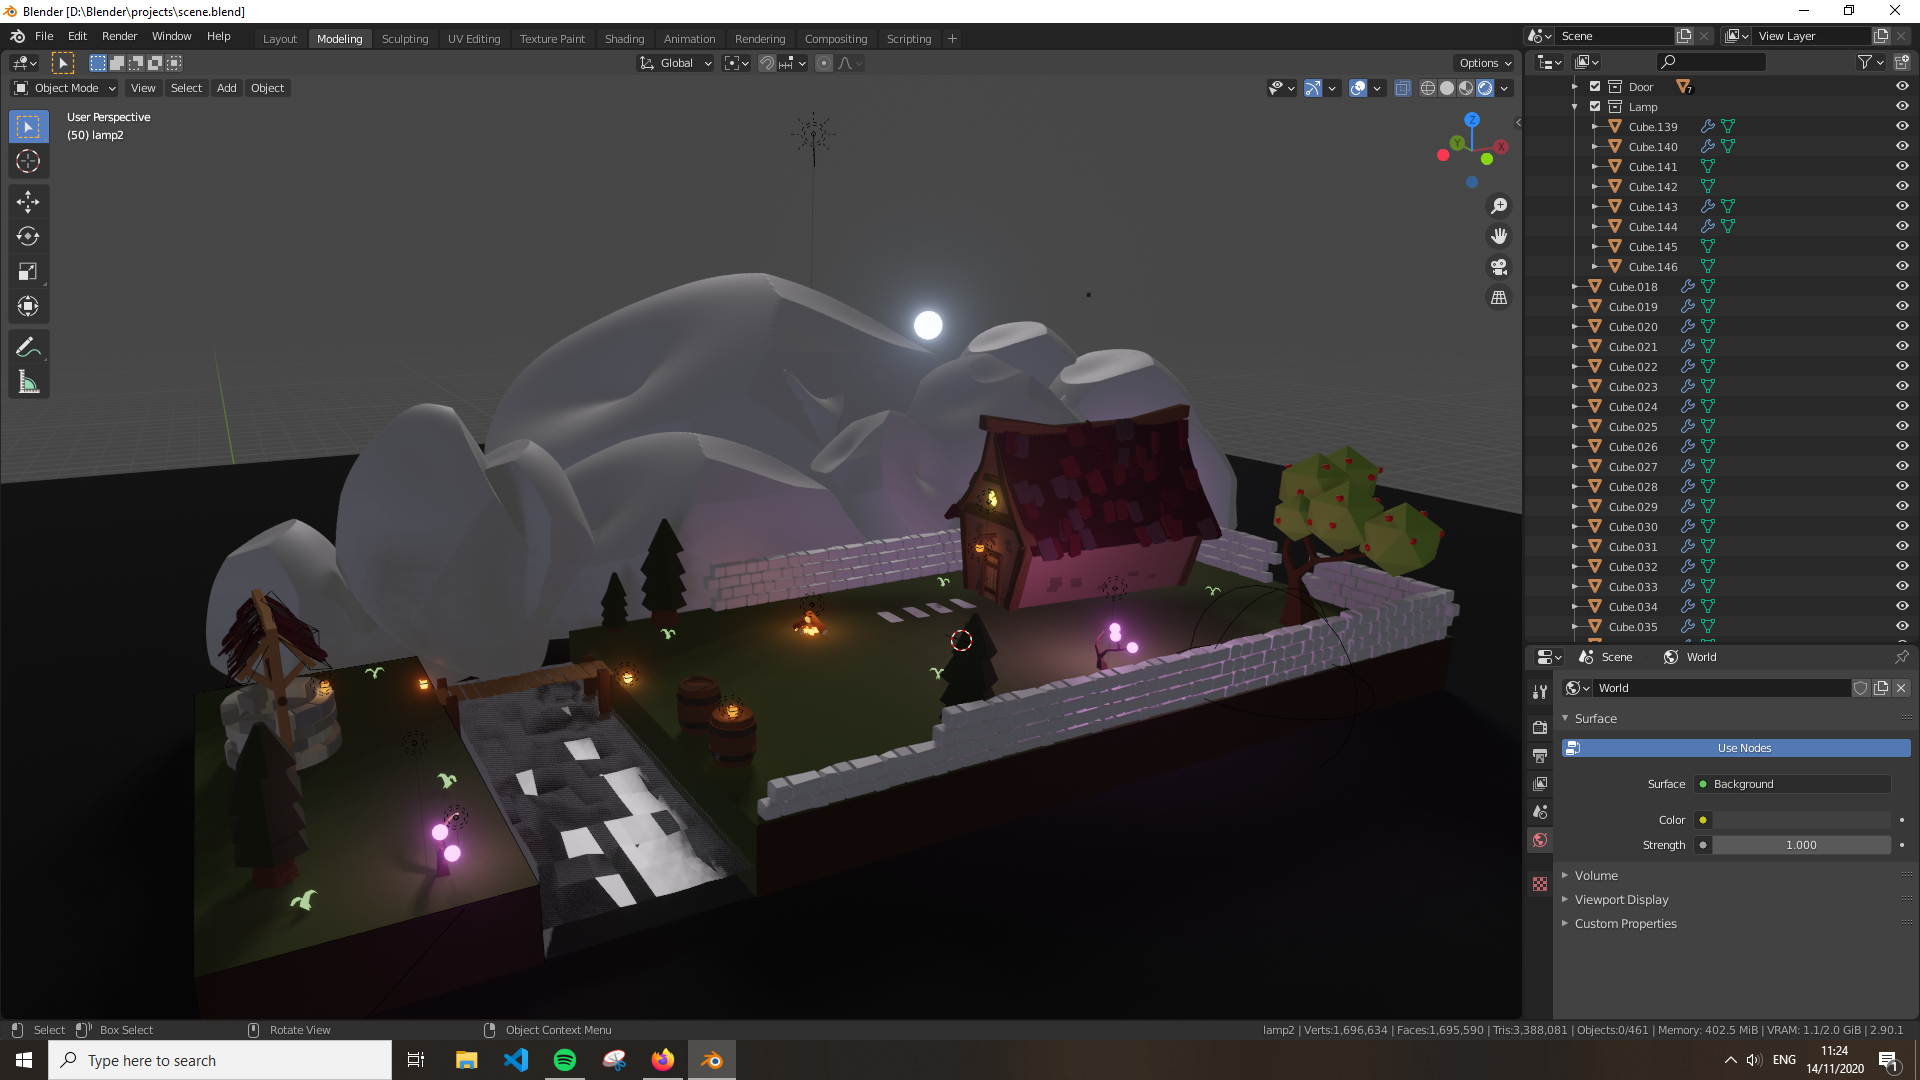 Blender [D:\Blender\projects\scene.blend]
File Edit Render Window Help
Layout Modeling Sculpting UV Editing Texture Paint Shading Animation Rendering Compositing Scripting +
Scene
View Layer
Global
Options
Object Mode View Select Add Object
User Perspective
(50) lamp2
Z
Y
X
Door 7
Lamp
Cube.139
Cube.140
Cube.141
Cube.142
Cube.143
Cube.144
Cube.145
Cube.146
Cube.018
Cube.019
Cube.020
Cube.021
Cube.022
Cube.023
Cube.024
Cube.025
Cube.026
Cube.027
Cube.028
Cube.029
Cube.030
Cube.031
Cube.032
Cube.033
Cube.034
Cube.035
Scene World
World
Surface
Use Nodes
Surface Background
Color
Strength 1.000
Volume
Viewport Display
Custom Properties
Select Box Select Rotate View Object Context Menu
lamp2 | Verts:1,696,634 | Faces:1,695,590 | Tris:3,388,081 | Objects:0/461 | Memory: 402.5 MiB | VRAM: 1.1/2.0 GiB | 2.90.1
Type here to search
ENG
11:24
14/11/2020
1